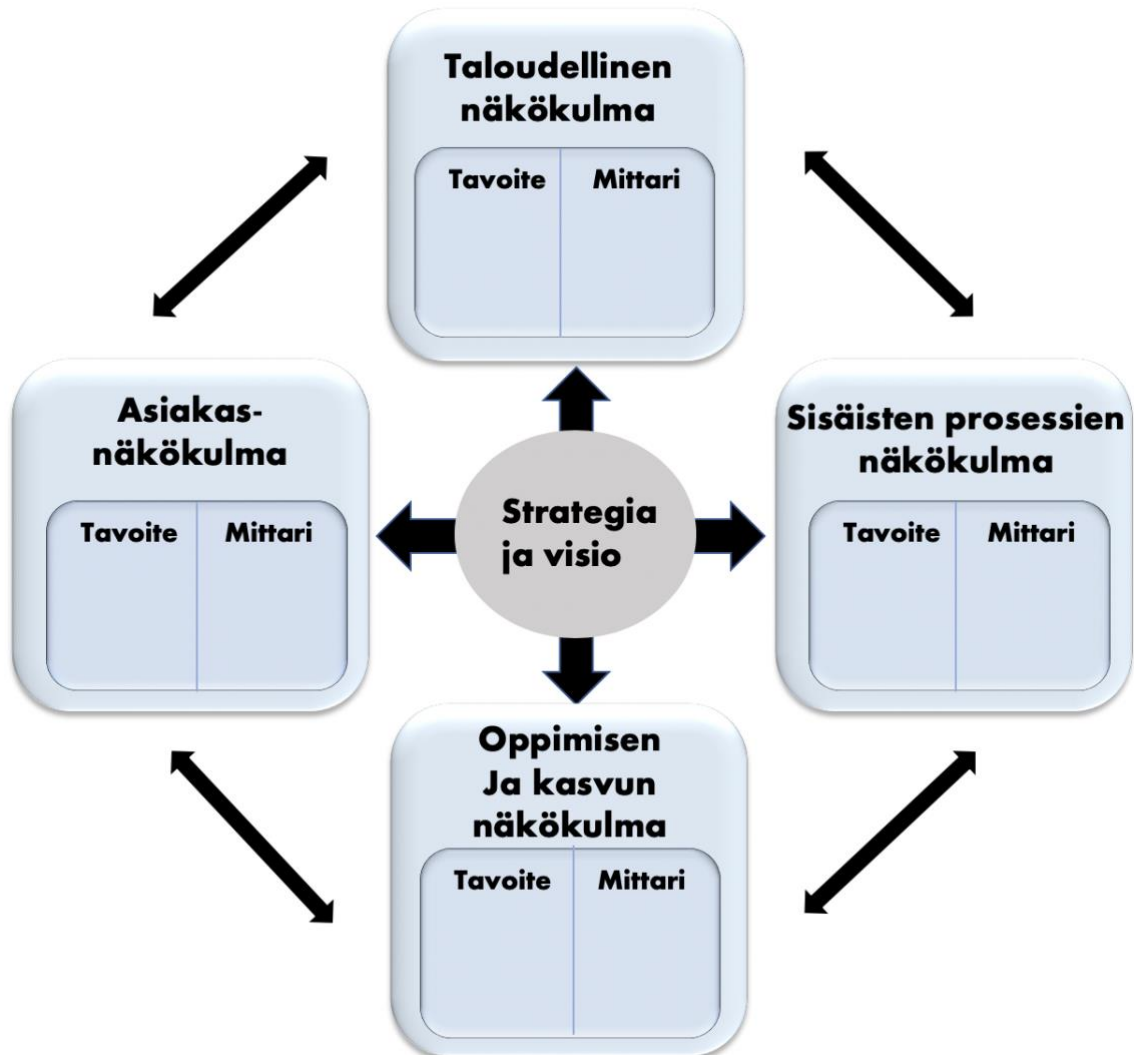 Taloudellinen
näkökulma
Tavoite Mittari
Asiakas-
näkökulma
Tavoite Mittari
Strategia
ja visio
Sisäisten prosessien
näkökulma
Tavoite Mittari
Oppimisen
Ja kasvun
näkökulma
Tavoite Mittari